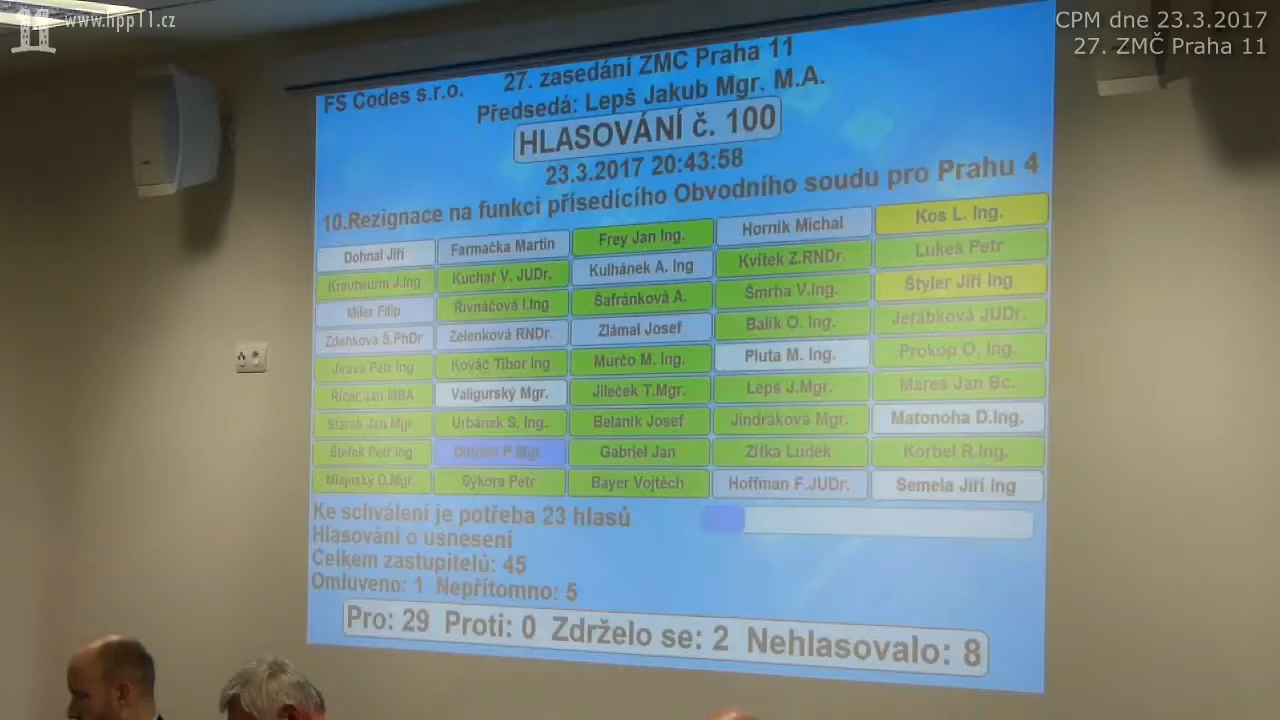 www.hpp11.cz
CPM dne 23.3.2017
27. ZMČ Praha 11
FS Codes s.r.o.
27. zasedání ZMC Praha 11
Předsedá: Lepš Jakub Mgr. M.A.
HLASOVÁNÍ č. 100
23.3.2017 20:43:58
10.Rezignace na funkci přísedícího Obvodního soudu pro Prahu 4
Dohnal Jiří Farmačka Martin Frey Jan Ing. Horník Michal Kos L. Ing.
Krautwurm J.Ing Kuchař V. JUDr. Kulhánek A. Ing Kvítek Z.RNDr. Lukeš Petr
Miler Filip Řivnáčová I.Ing Šafránková A. Šmrha V.Ing. Štyler Jiří Ing
Zdeňková S.PhDr Zelenková RNDr. Zlámal Josef Balík O. Ing. Jeřábková JUDr.
Jirava Petr Ing Kováč Tibor Ing Murčo M. Ing. Pluta M. Ing. Prokop O. Ing.
Říčař Jan MBA Valigurský Mgr. Jíleček T.Mgr. Lepš J.Mgr. Mareš Jan Bc.
Stárek Jan Mgr. Urbánek S. Ing. Belaník Josef Jindráková Mgr. Matonoha D.Ing.
Štefek Petr Ing P Mgr. Gabriel Jan Zítka Luděk Korbel R.Ing.
Mlejnský D.Mgr. Sýkora Petr Bayer Vojtěch Hoffman F.JUDr. Semela Jiří Ing
Ke schválení je potřeba 23 hlasů
Hlasování o usnesení
Celkem zastupitelů: 45
Omluveno: 1 Nepřítomno: 5
Pro: 29 Proti: 0 Zdrželo se: 2 Nehlasovalo: 8